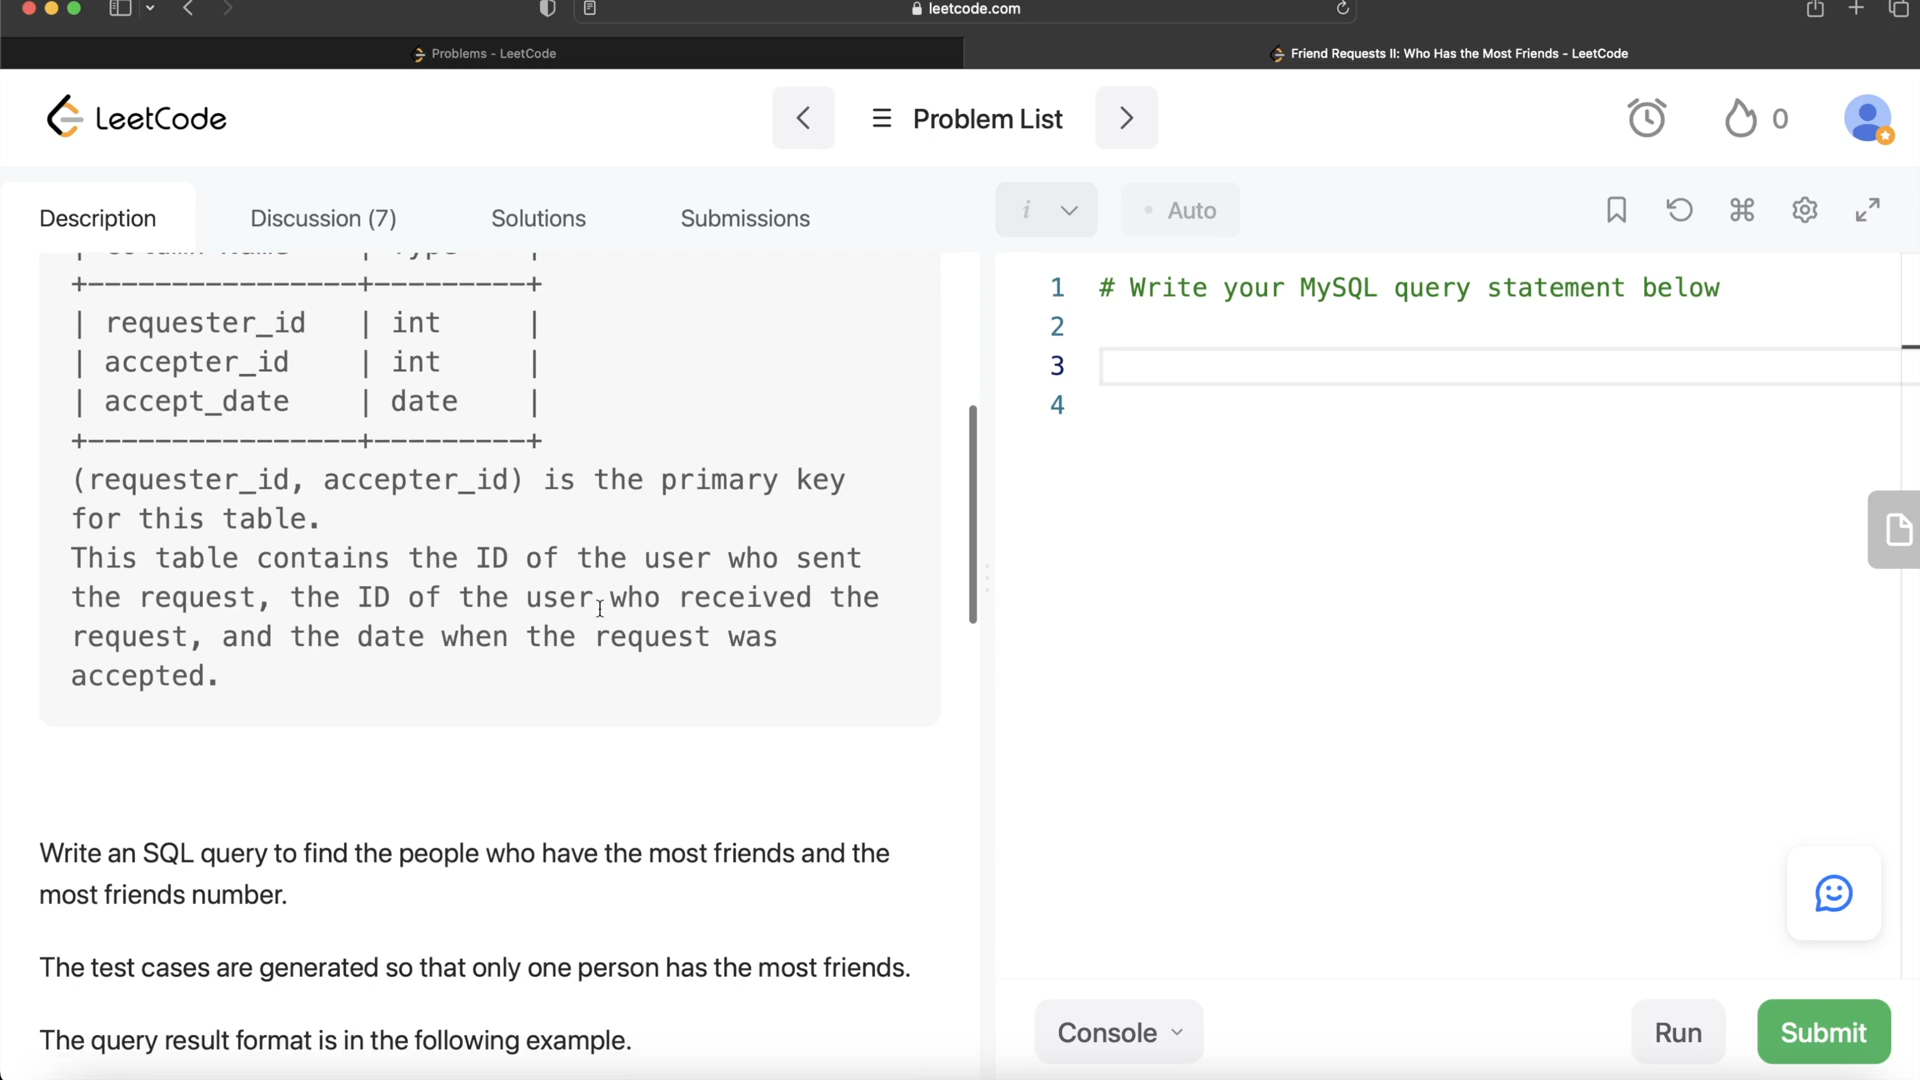 leetcode.com
Problems - LeetCode
Friend Requests II: Who Has the Most Friends - LeetCode
LeetCode
Problem List
0
Description
Discussion (7)
Solutions
Submissions
i
Auto
+----------------+---------+
| requester_id | int |
| accepter_id | int |
| accept_date | date |
+----------------+---------+
(requester_id, accepter_id) is the primary key
for this table.
This table contains the ID of the user who sent
the request, the ID of the user who received the
request, and the date when the request was
accepted.
Write an SQL query to find the people who have the most friends and the
most friends number.
The test cases are generated so that only one person has the most friends.
The query result format is in the following example.
1 # Write your MySQL query statement below
2
3
4
Console
Run
Submit